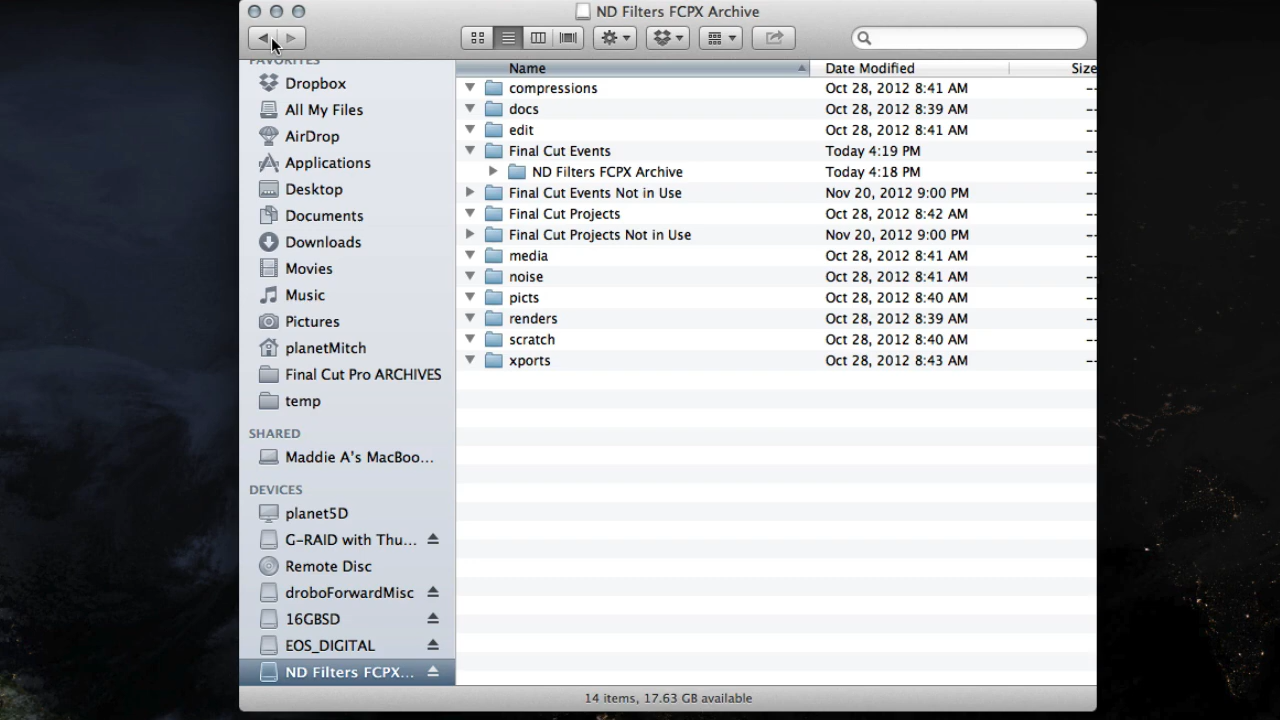 ND Filters FCPX Archive
FAVORITES
Dropbox
All My Files
AirDrop
Applications
Desktop
Documents
Downloads
Movies
Music
Pictures
planetMitch
Final Cut Pro ARCHIVES
temp
SHARED
Maddie A's MacBoo...
DEVICES
planet5D
G-RAID with Thu...
Remote Disc
droboForwardMisc
16GBSD
EOS_DIGITAL
ND Filters FCPX...
Name Date Modified Size
compressions Oct 28, 2012 8:41 AM --
docs Oct 28, 2012 8:39 AM --
edit Oct 28, 2012 8:41 AM --
Final Cut Events Today 4:19 PM --
ND Filters FCPX Archive Today 4:18 PM --
Final Cut Events Not in Use Nov 20, 2012 9:00 PM --
Final Cut Projects Oct 28, 2012 8:42 AM --
Final Cut Projects Not in Use Nov 20, 2012 9:00 PM --
media Oct 28, 2012 8:41 AM --
noise Oct 28, 2012 8:41 AM --
picts Oct 28, 2012 8:40 AM --
renders Oct 28, 2012 8:39 AM --
scratch Oct 28, 2012 8:40 AM --
xports Oct 28, 2012 8:43 AM --
14 items, 17.63 GB available